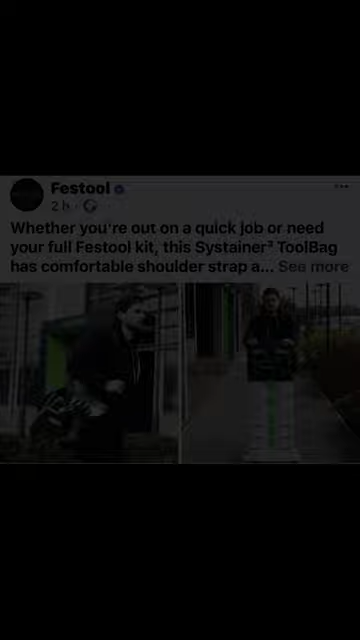 Festool
2 h ·
Whether you're out on a quick job or need
your full Festool kit, this Systainer³ ToolBag
has comfortable shoulder strap a... See more